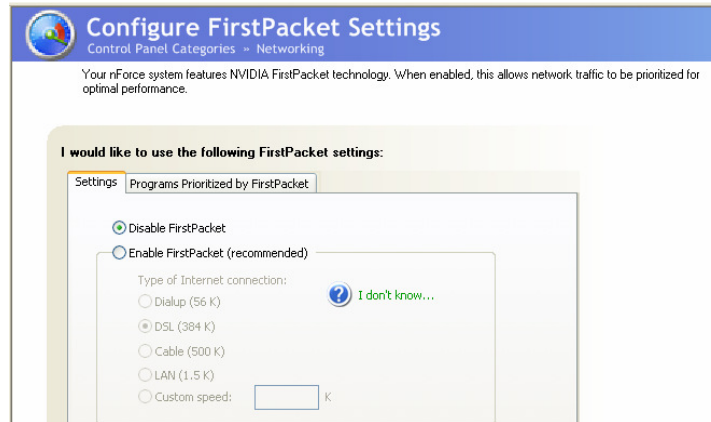 Configure FirstPacket Settings
Control Panel Categories » Networking
Your nForce system features NVIDIA FirstPacket technology. When enabled, this allows network traffic to be prioritized for
optimal performance.
I would like to use the following FirstPacket settings:
Settings Programs Prioritized by FirstPacket
Disable FirstPacket
Enable FirstPacket (recommended)
Type of Internet connection:
Dialup (56 K) I don't know...
DSL (384 K)
Cable (500 K)
LAN (1.5 K)
Custom speed: K